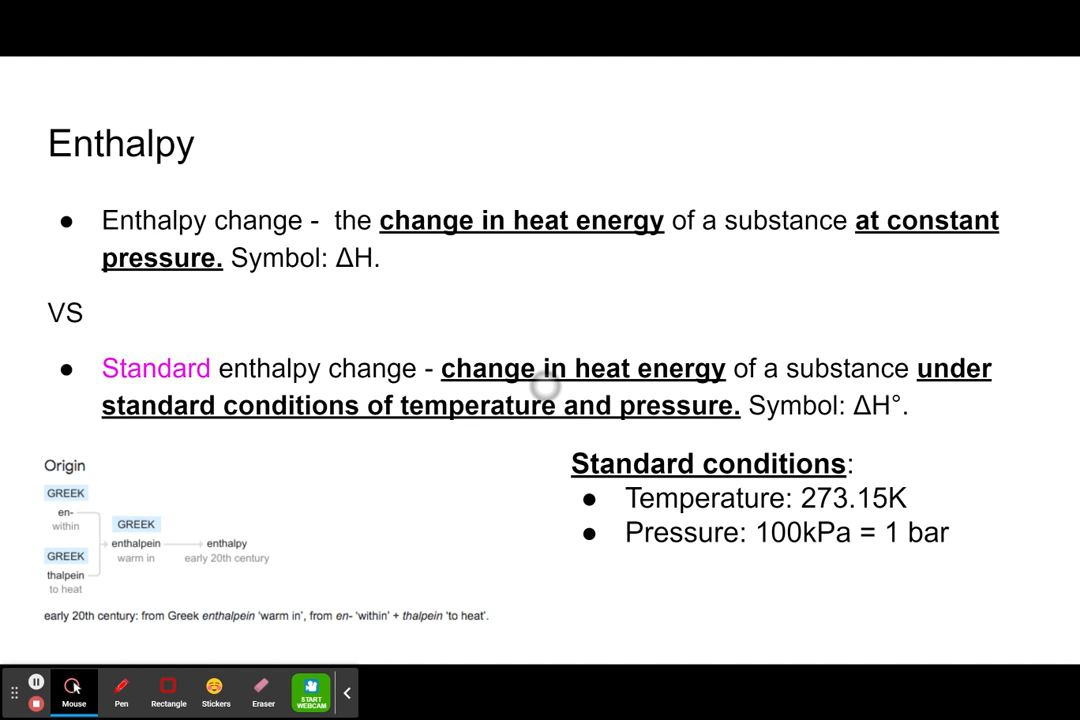 Enthalpy
● Enthalpy change -  the change in heat energy of a substance at constant
pressure. Symbol: ΔH.
VS
● Standard enthalpy change - change in heat energy of a substance under
standard conditions of temperature and pressure. Symbol: ΔH°.
Origin
GREEK
en-
within
GREEK
thalpein
to heat
GREEK
enthalpein
warm in
enthalpy
early 20th century
early 20th century: from Greek enthalpein ‘warm in’, from en- ‘within’ + thalpein ‘to heat’.
Standard conditions:
● Temperature: 273.15K
● Pressure: 100kPa = 1 bar
Mouse
Pen
Rectangle
Stickers
Eraser
START
WEBCAM